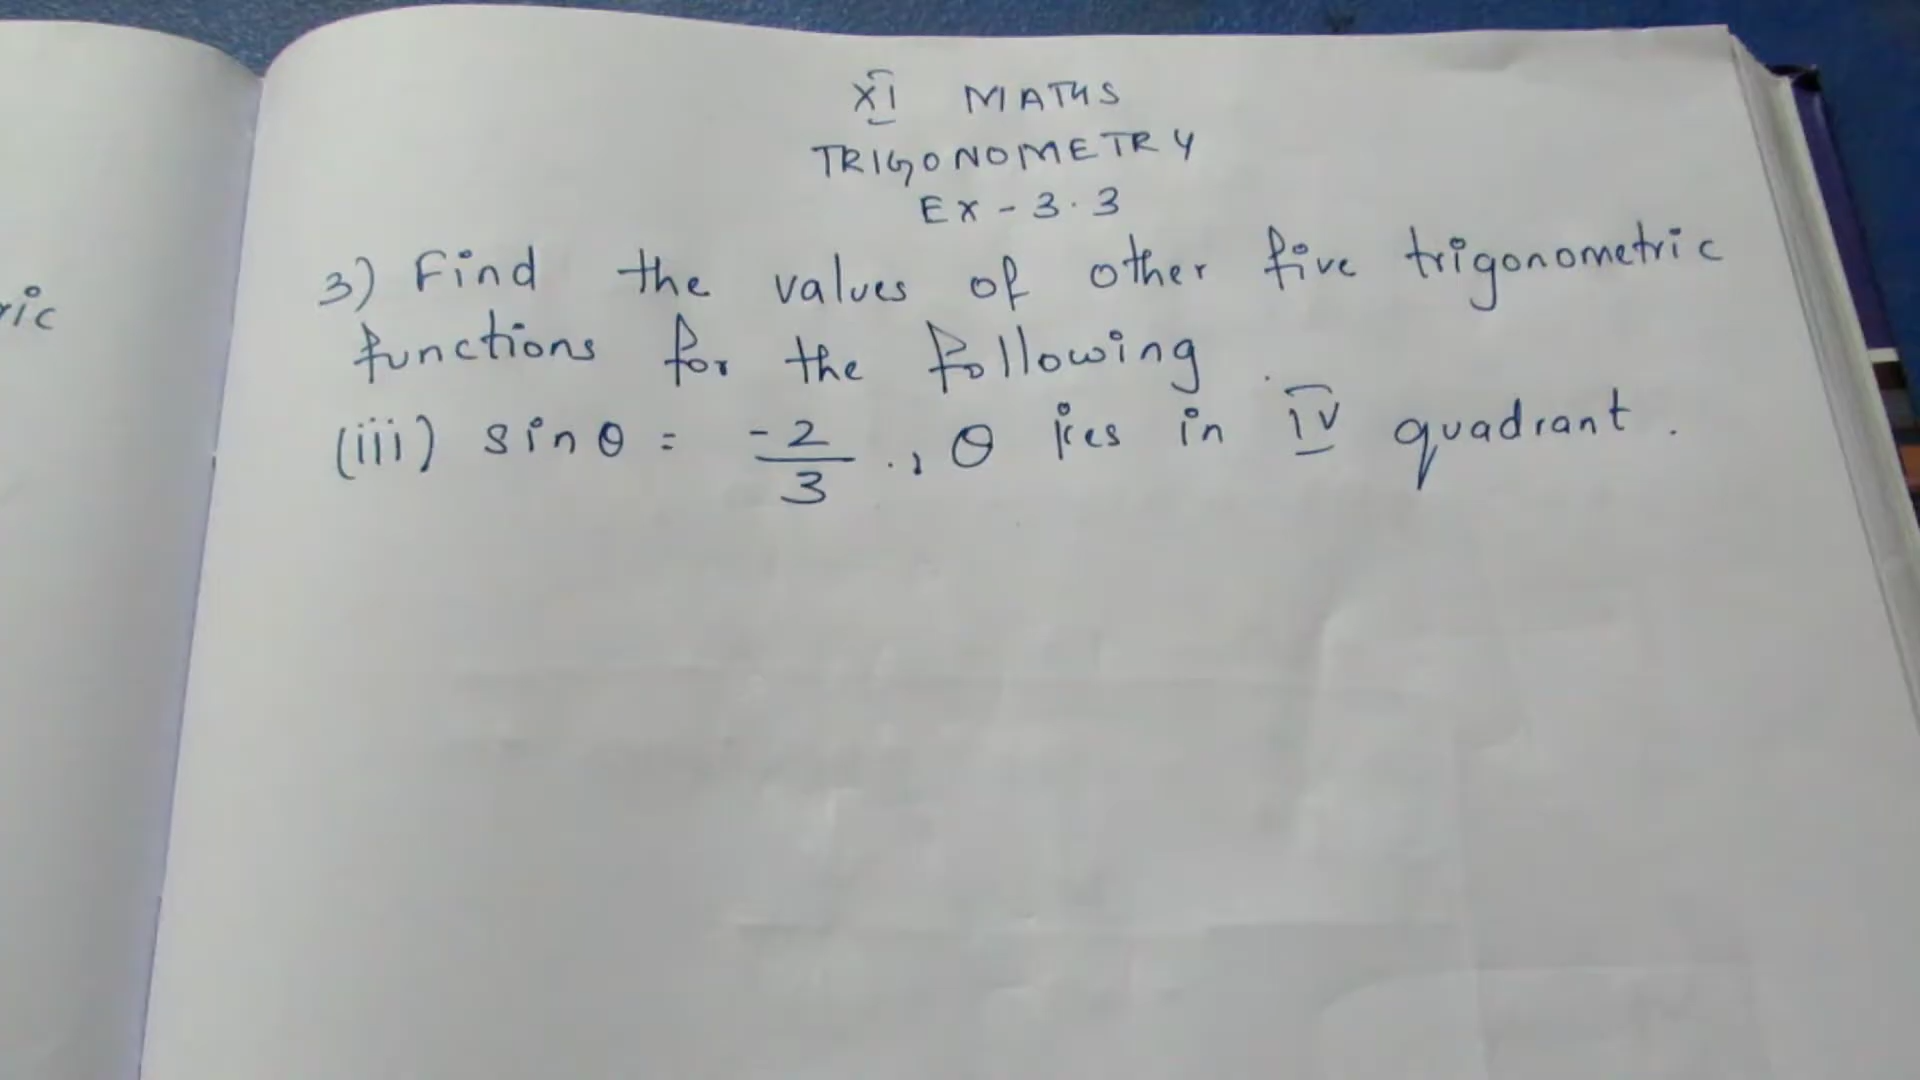 XI MATHS
TRIGONOMETRY
EX - 3.3
ric
3) Find the values of other five trigonometric
functions for the following
(iii) sin θ = -2/3 , θ lies in IV quadrant.